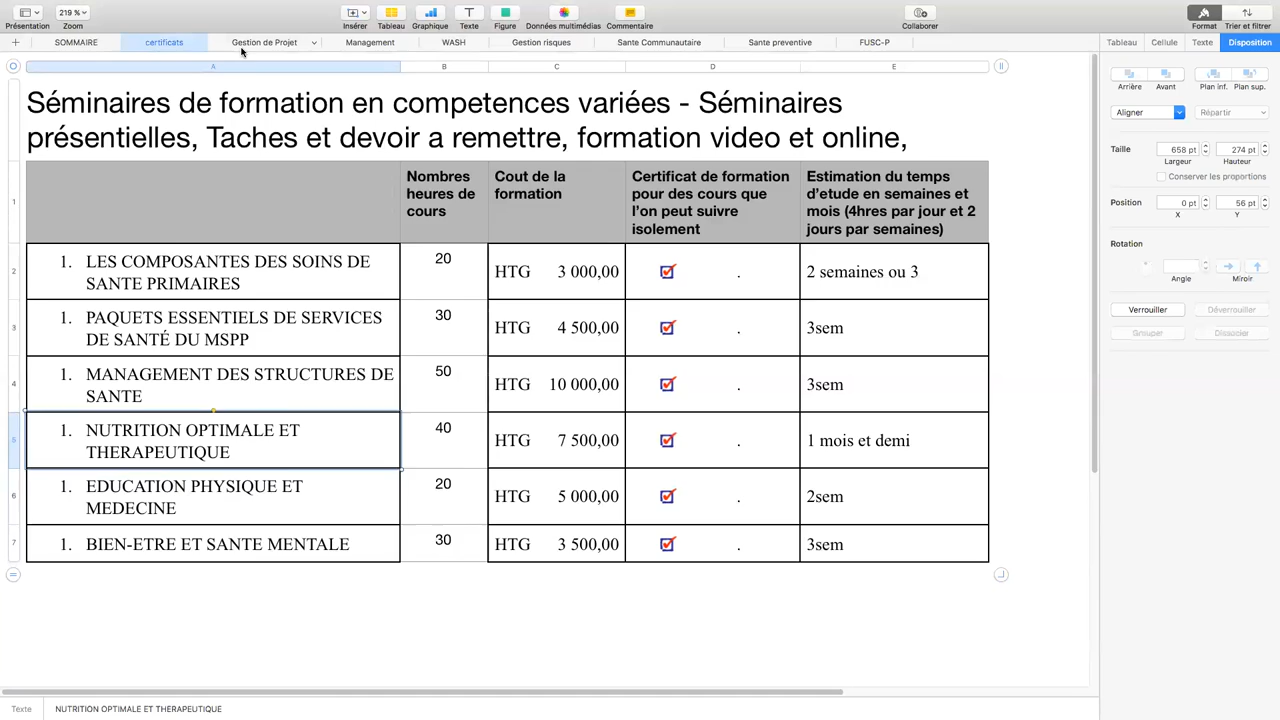 Présentation
219 %
Zoom
Insérer
Tableau
Graphique
Texte
Figure
Données multimédias
Commentaire
Collaborer
Format
Trier et filtrer
SOMMAIRE
certificats
Gestion de Projet
Management
WASH
Gestion risques
Sante Communautaire
Sante preventive
FUSC-P
Tableau
Cellule
Texte
Disposition
A
B
C
D
E
Séminaires de formation en competences variées - Séminaires
présentielles, Taches et devoir a remettre, formation video et online,
1
Nombres
heures de
cours
Cout de la
formation
Certificat de formation
pour des cours que
l'on peut suivre
isolement
Estimation du temps
d'etude en semaines et
mois (4hres par jour et 2
jours par semaines)
2
1. LES COMPOSANTES DES SOINS DE
SANTE PRIMAIRES
20
HTG 3 000,00
.
2 semaines ou 3
3
1. PAQUETS ESSENTIELS DE SERVICES
DE SANTÉ DU MSPP
30
HTG 4 500,00
.
3sem
4
1. MANAGEMENT DES STRUCTURES DE
SANTE
50
HTG 10 000,00
.
3sem
5
1. NUTRITION OPTIMALE ET
THERAPEUTIQUE
40
HTG 7 500,00
.
1 mois et demi
6
1. EDUCATION PHYSIQUE ET
MEDECINE
20
HTG 5 000,00
.
2sem
7
1. BIEN-ETRE ET SANTE MENTALE
30
HTG 3 500,00
.
3sem
Arrière
Avant
Plan inf.
Plan sup.
Aligner
Répartir
Taille
658 pt
274 pt
Largeur
Hauteur
Conserver les proportions
Position
0 pt
56 pt
X
Y
Rotation
Angle
Miroir
Verrouiller
Déverrouiller
Grouper
Dissocier
Texte
NUTRITION OPTIMALE ET THERAPEUTIQUE